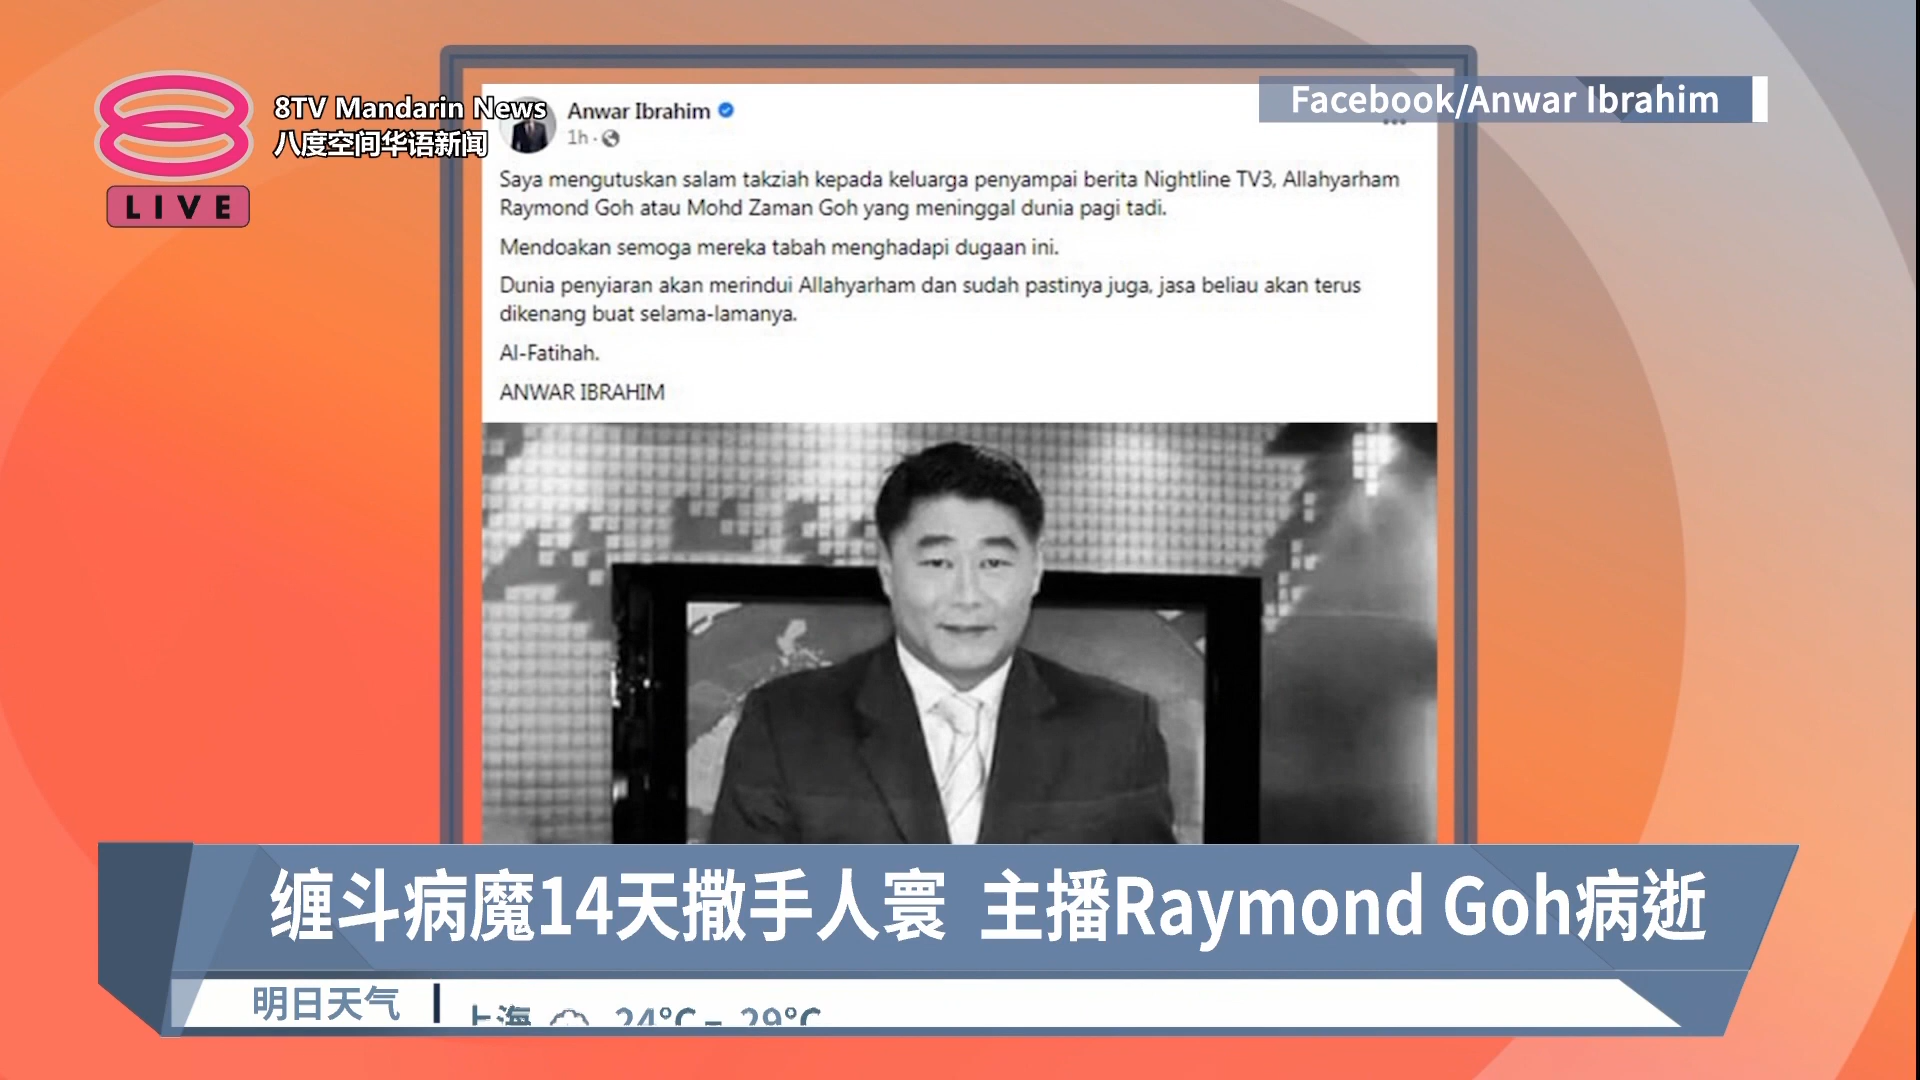 8TV Mandarin News
八度空间华语新闻
LIVE
Facebook/Anwar Ibrahim
Anwar Ibrahim
1h ·
Saya mengutuskan salam takziah kepada keluarga penyampai berita Nightline TV3, Allahyarham
Raymond Goh atau Mohd Zaman Goh yang meninggal dunia pagi tadi.
Mendoakan semoga mereka tabah menghadapi dugaan ini.
Dunia penyiaran akan merindui Allahyarham dan sudah pastinya juga, jasa beliau akan terus
dikenang buat selama-lamanya.
Al-Fatihah.
ANWAR IBRAHIM
缠斗病魔14天撒手人寰 主播Raymond Goh病逝
明日天气
上海 24°C - 29°C